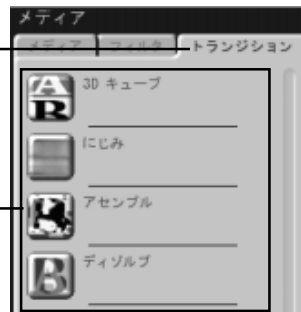 メディア
メディア フィルタ トランジション
3D キューブ
にじみ
アセンブル
ディゾルブ